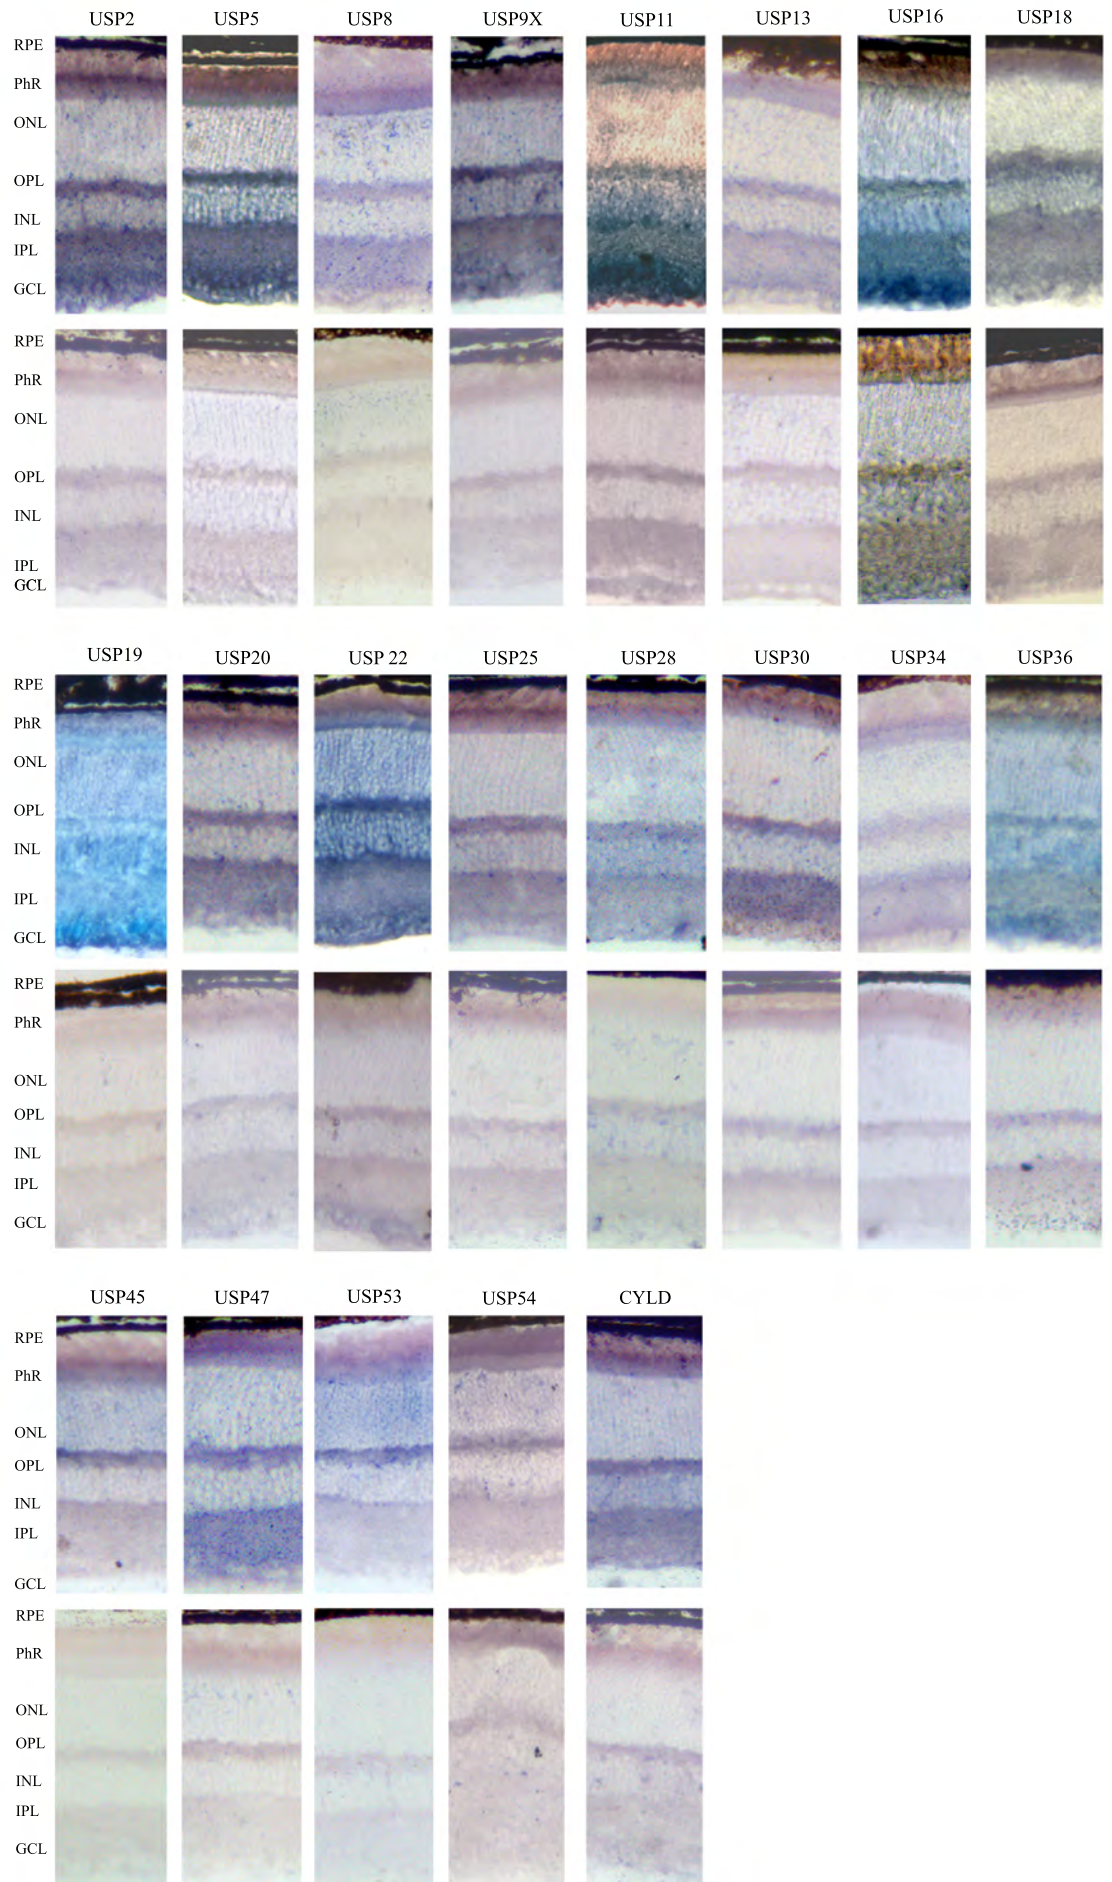 USP2 USP5 USP8 USP9X USP11 USP13 USP16 USP18
RPE
PhR
ONL
OPL
INL
IPL
GCL
RPE
PhR
ONL
OPL
INL
IPL
GCL
USP19 USP20 USP 22 USP25 USP28 USP30 USP34 USP36
RPE
PhR
ONL
OPL
INL
IPL
GCL
RPE
PhR
ONL
OPL
INL
IPL
GCL
USP45 USP47 USP53 USP54 CYLD
RPE
PhR
ONL
OPL
INL
IPL
GCL
RPE
PhR
ONL
OPL
INL
IPL
GCL